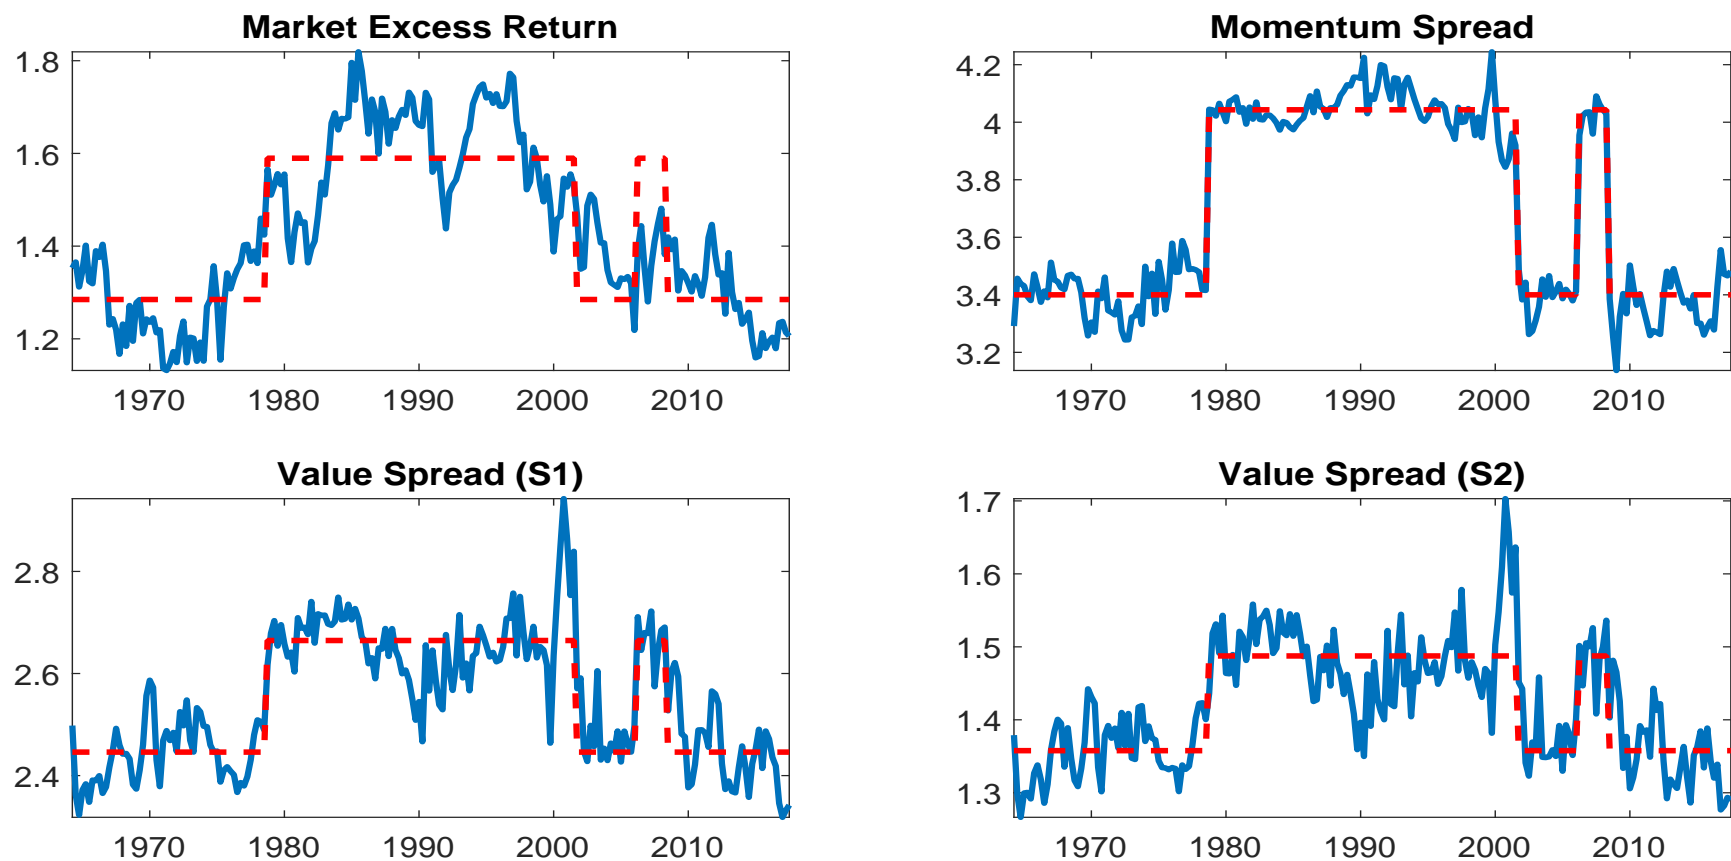 Market Excess Return
1.8
1.6
1.4
1.2
1970 1980 1990 2000 2010
Momentum Spread
4.2
4
3.8
3.6
3.4
3.2
1970 1980 1990 2000 2010
Value Spread (S1)
2.8
2.6
2.4
1970 1980 1990 2000 2010
Value Spread (S2)
1.7
1.6
1.5
1.4
1.3
1970 1980 1990 2000 2010